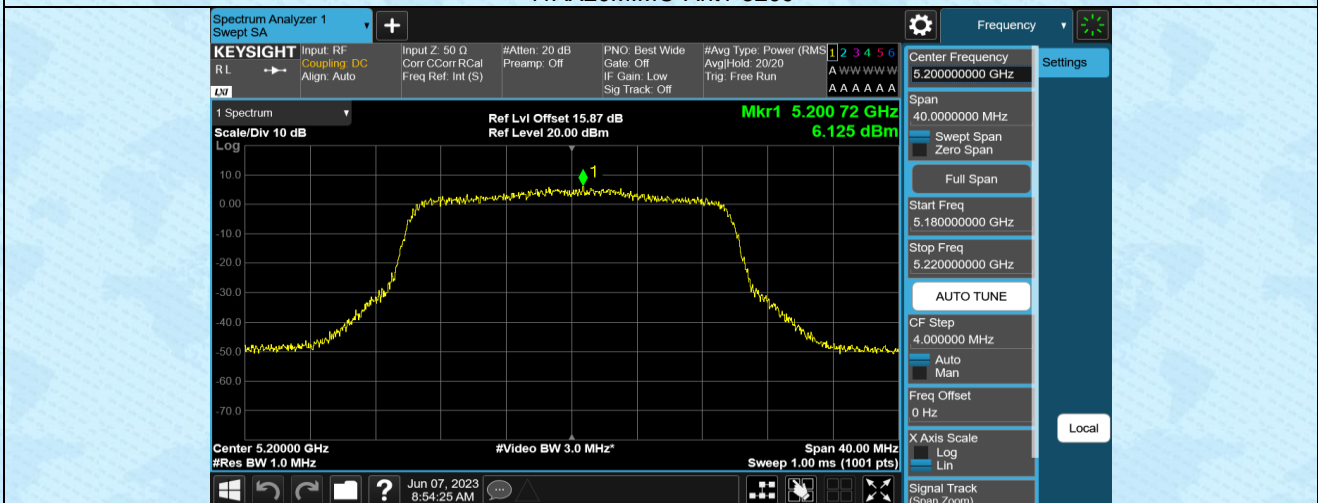 Spectrum Analyzer 1
Swept SA
Frequency
KEYSIGHT
RL
LXI
Input: RF
Coupling: DC
Align: Auto
Input Z: 50 Ω
Corr CCorr RCal
Freq Ref: Int (S)
#Atten: 20 dB
Preamp: Off
PNO: Best Wide
Gate: Off
IF Gain: Low
Sig Track: Off
#Avg Type: Power (RMS
Avg|Hold: 20/20
Trig: Free Run
1 2 3 4 5 6
A W W W W W
A A A A A A
1 Spectrum
Scale/Div 10 dB
Log
Ref Lvl Offset 15.87 dB
Ref Level 20.00 dBm
Mkr1 5.200 72 GHz
6.125 dBm
1
10.0
0.00
-10.0
-20.0
-30.0
-40.0
-50.0
-60.0
-70.0
Center 5.20000 GHz
#Res BW 1.0 MHz
#Video BW 3.0 MHz*
Span 40.00 MHz
Sweep 1.00 ms (1001 pts)
Jun 07, 2023
8:54:25 AM
Center Frequency
5.200000000 GHz
Span
40.0000000 MHz
Swept Span
Zero Span
Full Span
Start Freq
5.180000000 GHz
Stop Freq
5.220000000 GHz
AUTO TUNE
CF Step
4.000000 MHz
Auto
Man
Freq Offset
0 Hz
X Axis Scale
Log
Lin
Signal Track
(Span Zoom)
Settings
Local